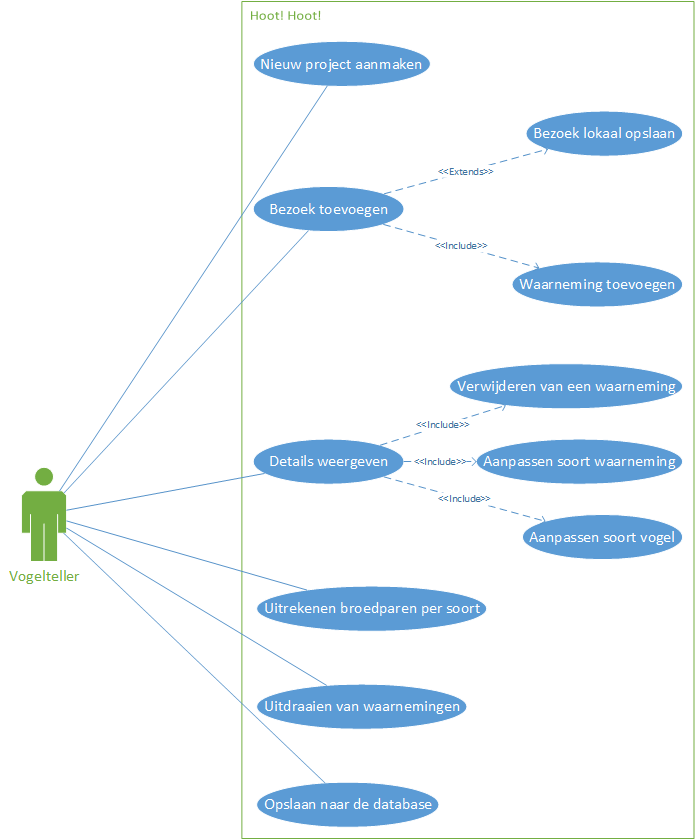 Hoot! Hoot!
Nieuw project aanmaken
Bezoek lokaal opslaan
<<Extends>>
Bezoek toevoegen
<<Include>>
Waarneming toevoegen
Verwijderen van een waarneming
<<Include>>
Details weergeven
<<Include>>
Aanpassen soort waarneming
<<Include>>
Aanpassen soort vogel
Vogelteller
Uitrekenen broedparen per soort
Uitdraaien van waarnemingen
Opslaan naar de database